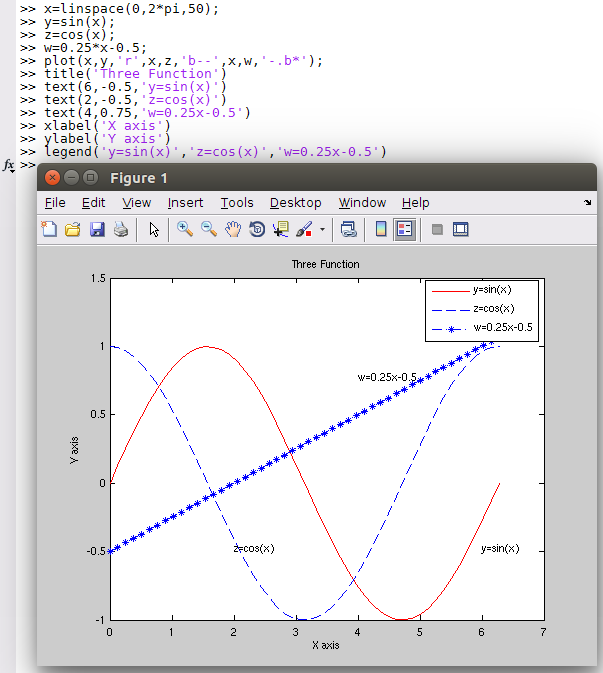 >> x=linspace(0,2*pi,50);
>> y=sin(x);
>> z=cos(x);
>> w=0.25*x-0.5;
>> plot(x,y,'r',x,z,'b--',x,w,'-.b*');
>> title('Three Function')
>> text(6,-0.5,'y=sin(x)')
>> text(2,-0.5,'z=cos(x)')
>> text(4,0.75,'w=0.25x-0.5')
>> xlabel('X axis')
>> ylabel('Y axis')
>> legend('y=sin(x)','z=cos(x)','w=0.25x-0.5')
fx >>
Figure 1
File Edit View Insert Tools Desktop Window Help
Three Function
1.5
y=sin(x)
z=cos(x)
w=0.25x-0.5
1
w=0.25x-0.5
0.5
Y axis
0
-0.5
z=cos(x)
y=sin(x)
-1
0 1 2 3 4 5 6 7
X axis